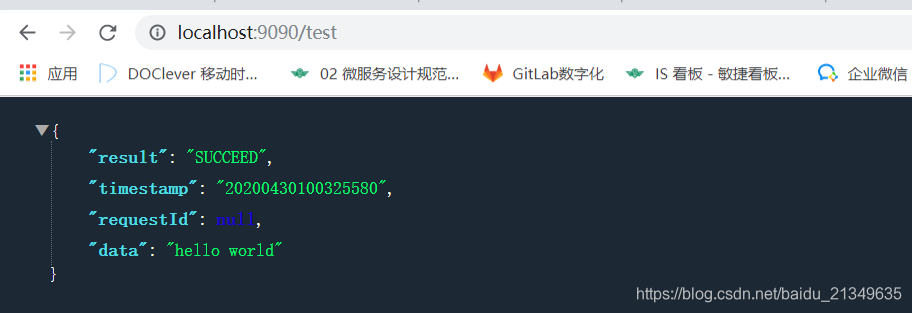 localhost:9090/test
应用 DOClever 移动时... 02 微服务设计规范... GitLab数字化 IS 看板 - 敏捷看板... 企业微信
{
"result": "SUCCEED",
"timestamp": "20200430100325580",
"requestId": null,
"data": "hello world"
}
https://blog.csdn.net/baidu_21349635